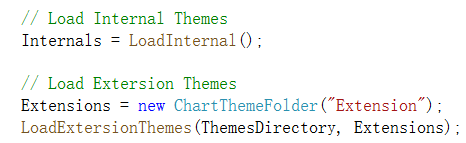 // Load Internal Themes
Internals = LoadInternal();
// Load Extersion Themes
Extensions = new ChartThemeFolder("Extension");
LoadExtersionThemes(ThemesDirectory, Extensions);